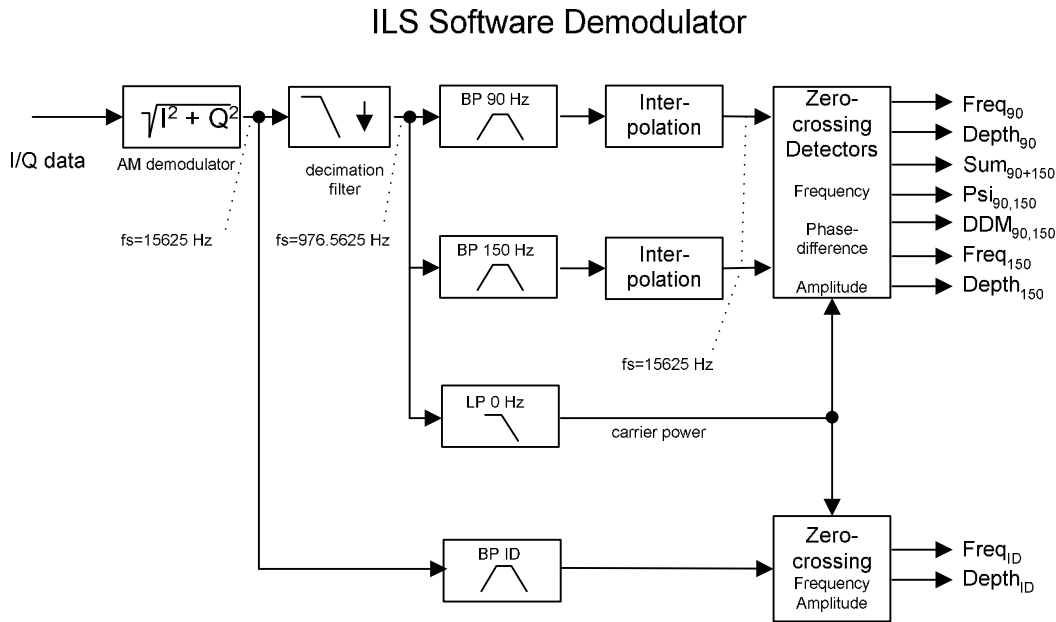 ILS Software Demodulator
I/Q data
√I² + Q²
AM demodulator
fs=15625 Hz
decimation
filter
fs=976.5625 Hz
BP 90 Hz
Inter-
polation
BP 150 Hz
Inter-
polation
fs=15625 Hz
LP 0 Hz
carrier power
BP ID
Zero-
crossing
Detectors
Frequency
Phase-
difference
Amplitude
Freq90
Depth90
Sum90+150
Psi90,150
DDM90,150
Freq150
Depth150
Zero-
crossing
Frequency
Amplitude
FreqID
DepthID